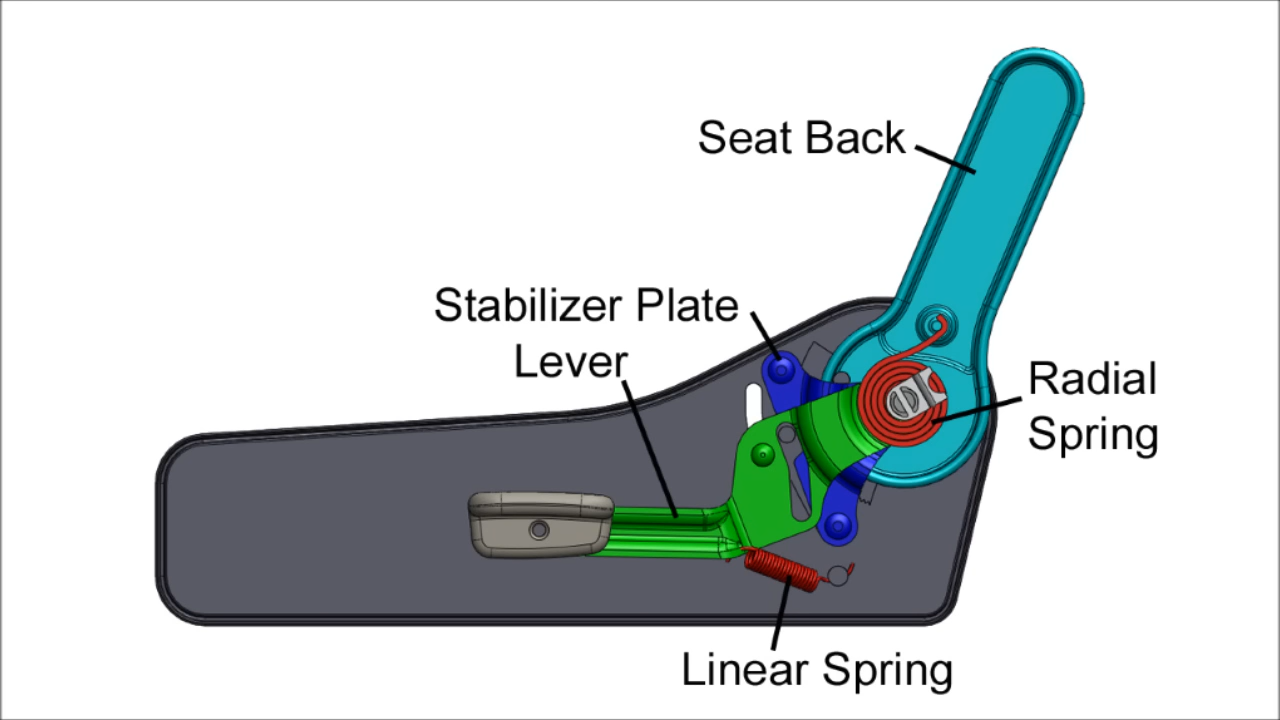 Seat Back
Stabilizer Plate
Lever
Radial
Spring
Linear Spring